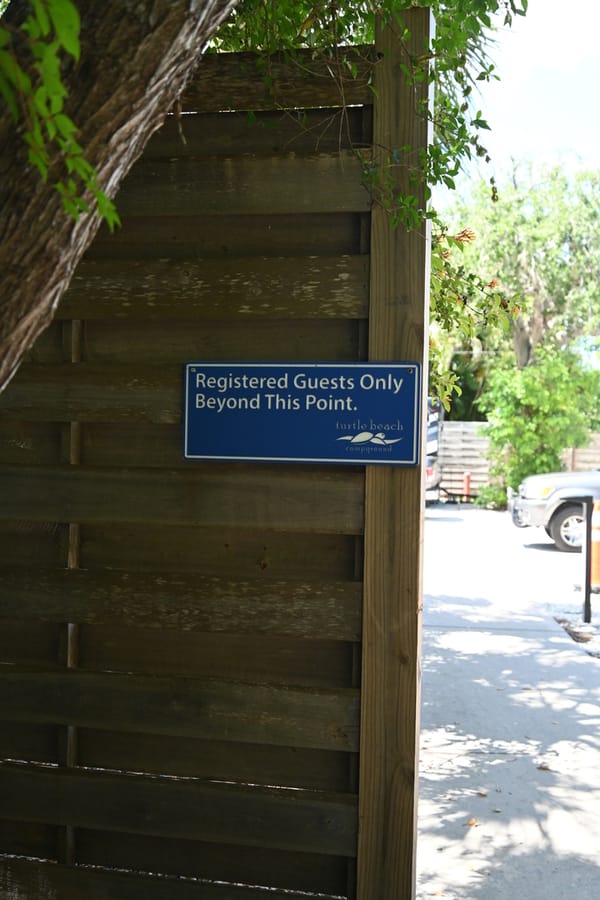 Registered Guests Only
Beyond This Point.
turtle beach
campground